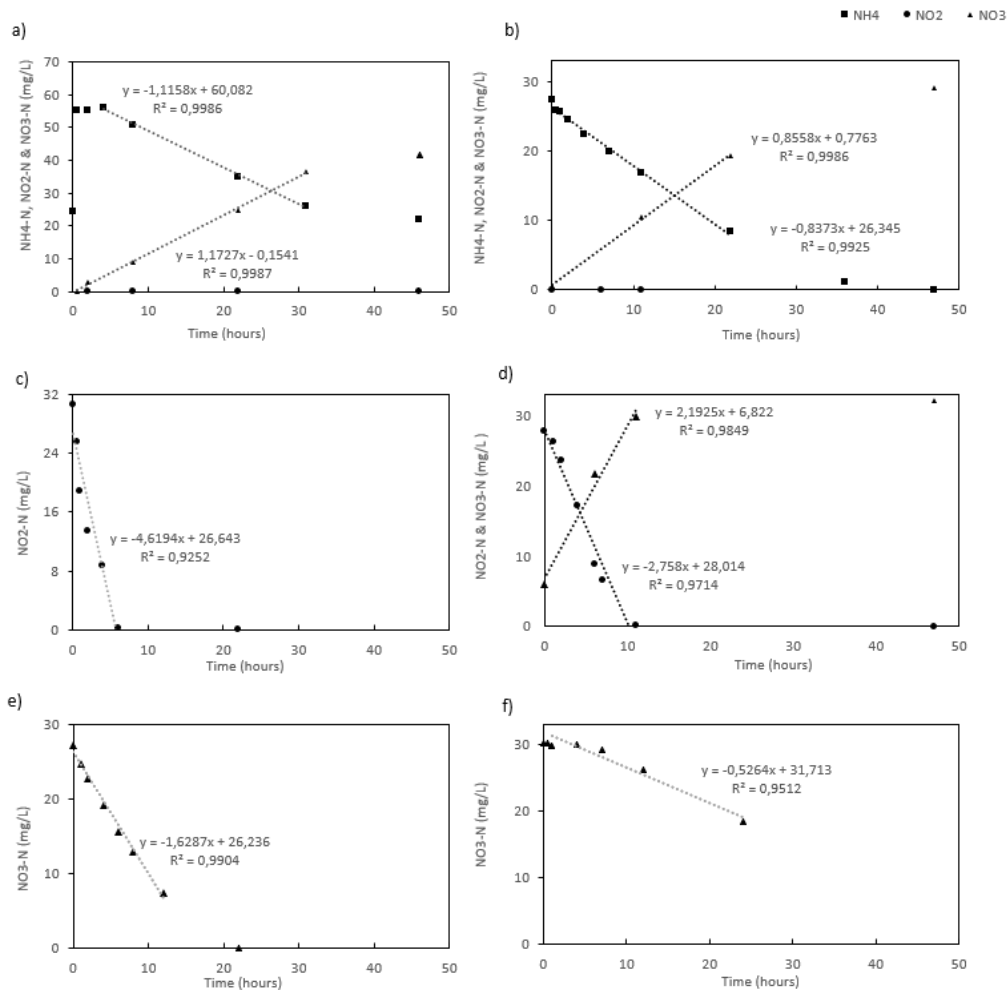 NH4 NO2 NO3
a)
NH4-N, NO2-N & NO3-N (mg/L)
70
60
50
40
30
20
10
0
y = -1,1158x + 60,082
R² = 0,9986
y = 1,1727x - 0,1541
R² = 0,9987
0 10 20 30 40 50
Time (hours)
b)
NH4-N, NO2-N & NO3-N (mg/L)
30
20
10
0
y = 0,8558x + 0,7763
R² = 0,9986
y = -0,8373x + 26,345
R² = 0,9925
0 10 20 30 40 50
Time (hours)
c)
NO2-N (mg/L)
32
24
16
8
0
y = -4,6194x + 26,643
R² = 0,9252
0 10 20 30 40 50
Time (hours)
d)
NO2-N & NO3-N (mg/L )
30
20
10
0
y = 2,1925x + 6,822
R² = 0,9849
y = -2,758x + 28,014
R² = 0,9714
0 10 20 30 40 50
Time (hours)
e)
NO3-N (mg/L)
30
20
10
0
y = -1,6287x + 26,236
R² = 0,9904
0 10 20 30 40 50
Time (hours)
f)
NO3-N (mg/L)
30
20
10
0
y = -0,5264x + 31,713
R² = 0,9512
0 10 20 30 40 50
Time (hours)